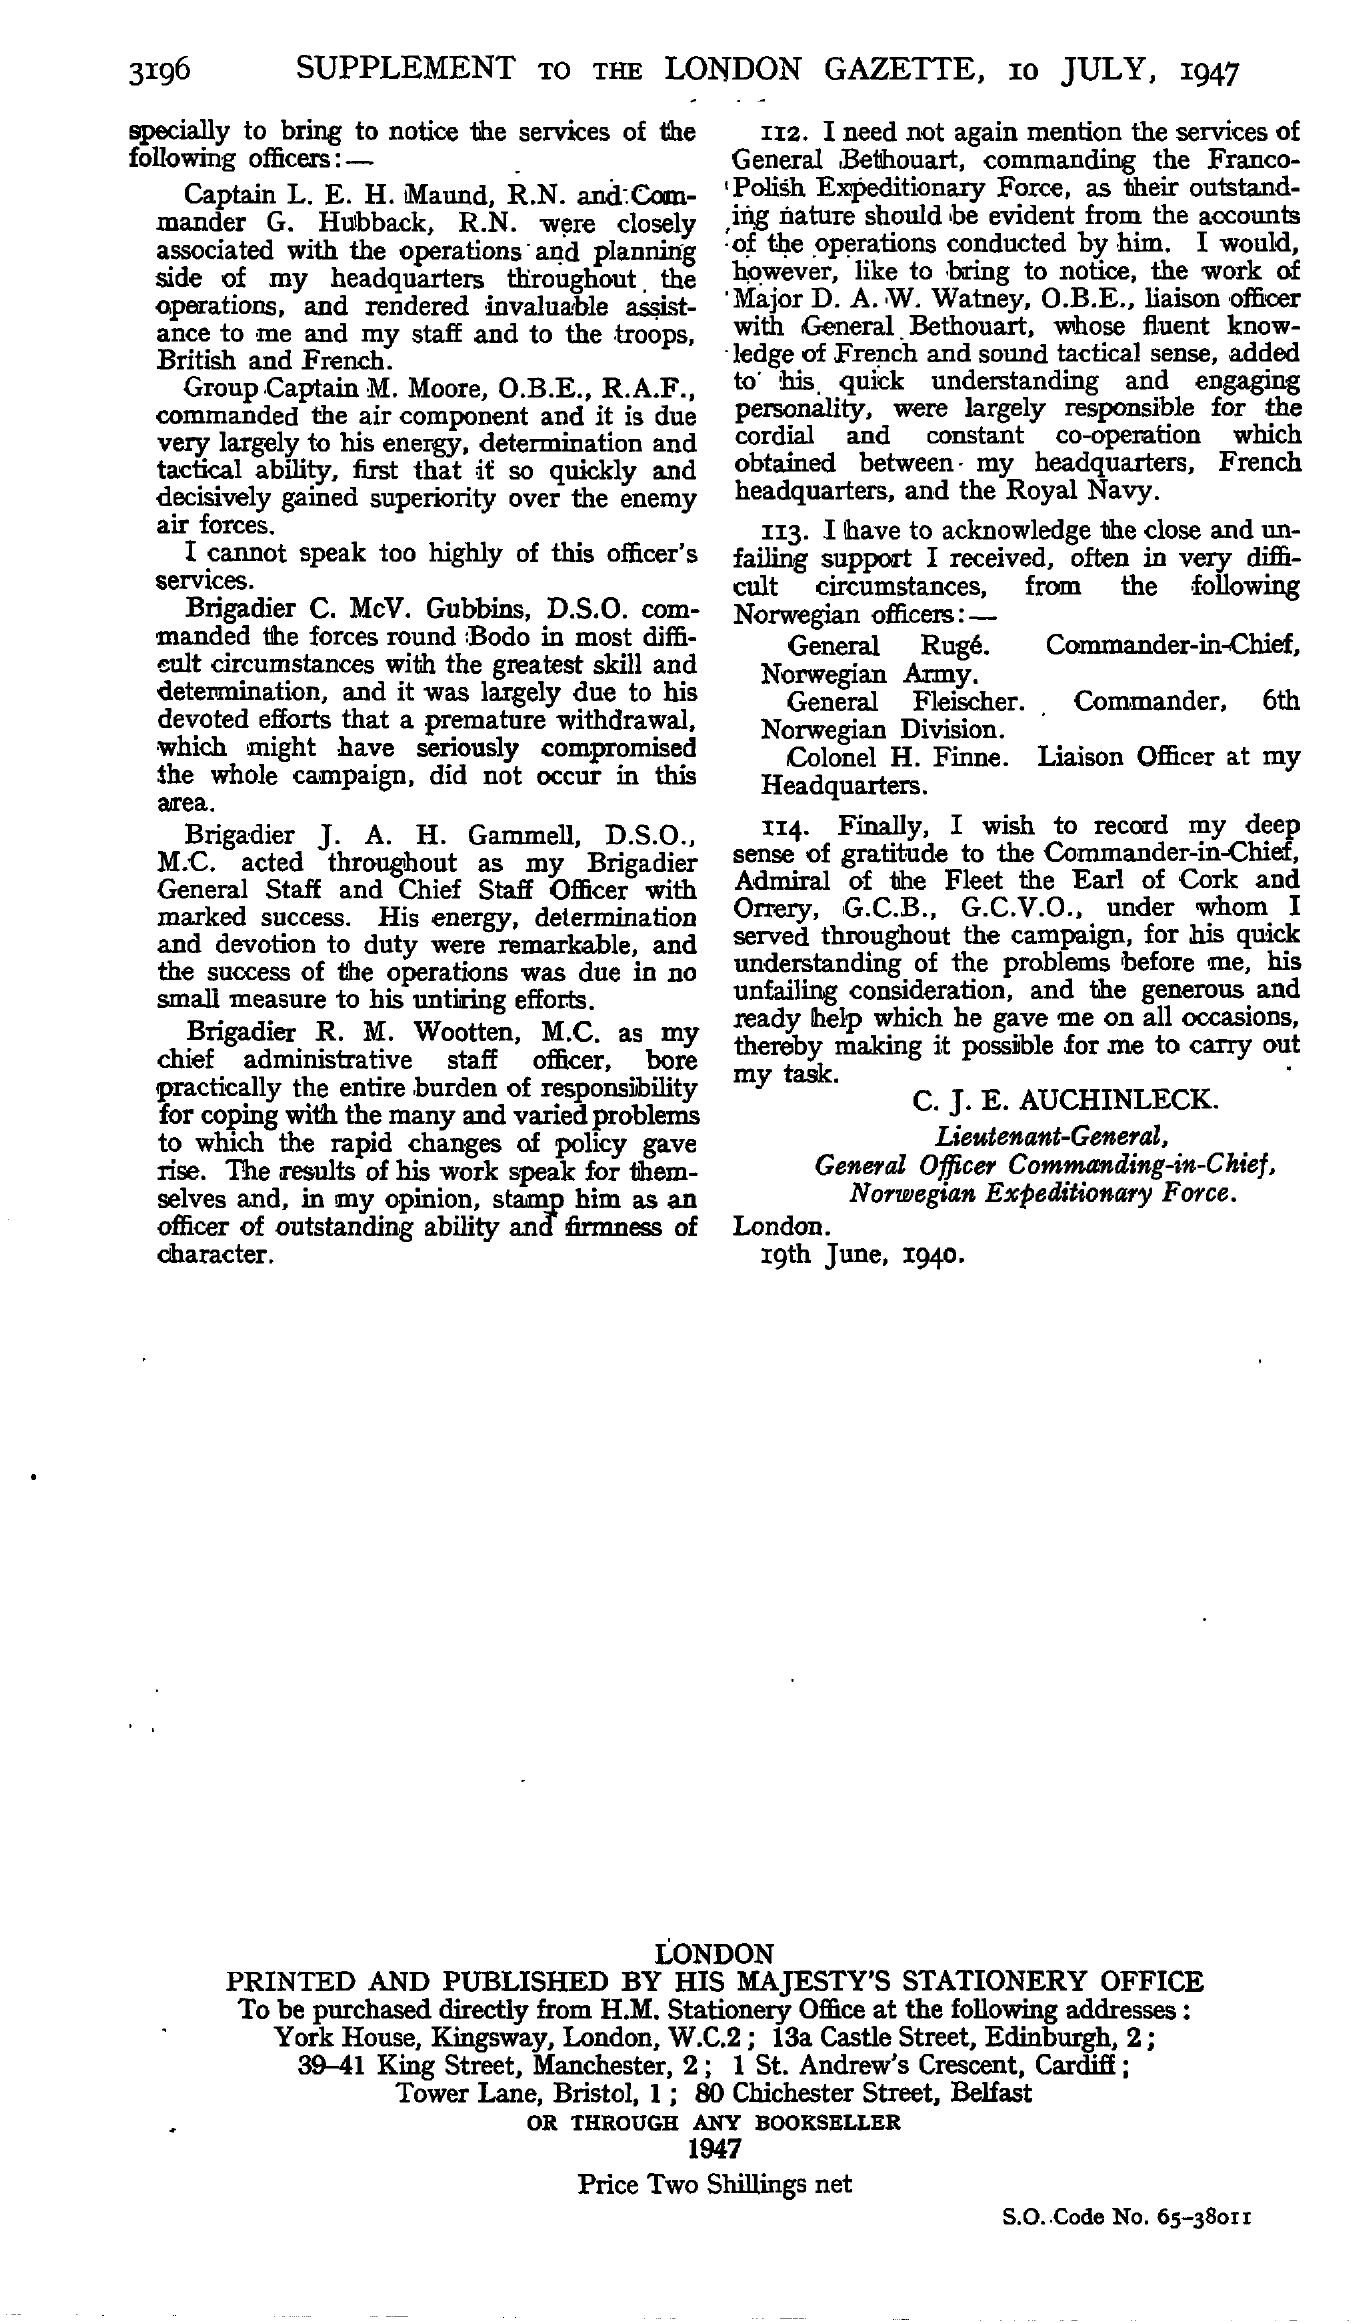 3196 SUPPLEMENT TO THE LONDON GAZETTE, 10 JULY, 1947
specially to bring to notice the services of the
following officers:—
Captain L. E. H. Maund, R.N. and Com-
mander G. Hubback, R.N. were closely
associated with the operations and planning
side of my headquarters throughout the
operations, and rendered invaluable assist-
ance to me and my staff and to the troops,
British and French.
Group Captain M. Moore, O.B.E., R.A.F.,
commanded the air component and it is due
very largely to his energy, determination and
tactical ability, first that it so quickly and
decisively gained superiority over the enemy
air forces.
I cannot speak too highly of this officer's
services.
Brigadier C. McV. Gubbins, D.S.O. com-
manded the forces round Bodo in most diffi-
cult circumstances with the greatest skill and
determination, and it was largely due to his
devoted efforts that a premature withdrawal,
which might have seriously compromised
the whole campaign, did not occur in this
area.
Brigadier J. A. H. Gammell, D.S.O.,
M.C. acted throughout as my Brigadier
General Staff and Chief Staff Officer with
marked success. His energy, determination
and devotion to duty were remarkable, and
the success of the operations was due in no
small measure to his untiring efforts.
Brigadier R. M. Wootten, M.C. as my
chief administrative staff officer, bore
practically the entire burden of responsibility
for coping with the many and varied problems
to which the rapid changes of policy gave
rise. The results of his work speak for them-
selves and, in my opinion, stamp him as an
officer of outstanding ability and firmness of
character.
112. I need not again mention the services of
General Bethouart, commanding the Franco-
Polish Expeditionary Force, as their outstand-
ing nature should be evident from the accounts
of the operations conducted by him. I would,
however, like to bring to notice, the work of
Major D. A. W. Watney, O.B.E., liaison officer
with General Bethouart, whose fluent know-
ledge of French and sound tactical sense, added
to his quick understanding and engaging
personality, were largely responsible for the
cordial and constant co-operation which
obtained between my headquarters, French
headquarters, and the Royal Navy.
113. I have to acknowledge the close and un-
failing support I received, often in very diffi-
cult circumstances, from the following
Norwegian officers:—
General Rugé. Commander-in-Chief,
Norwegian Army.
General Fleischer. Commander, 6th
Norwegian Division.
Colonel H. Finne. Liaison Officer at my
Headquarters.
114. Finally, I wish to record my deep
sense of gratitude to the Commander-in-Chief,
Admiral of the Fleet the Earl of Cork and
Orrery, G.C.B., G.C.V.O., under whom I
served throughout the campaign, for his quick
understanding of the problems before me, his
unfailing consideration, and the generous and
ready help which he gave me on all occasions,
thereby making it possible for me to carry out
my task.
C. J. E. AUCHINLECK.
Lieutenant-General,
General Officer Commanding-in-Chief,
Norwegian Expeditionary Force.
London.
19th June, 1940.
LONDON
PRINTED AND PUBLISHED BY HIS MAJESTY'S STATIONERY OFFICE
To be purchased directly from H.M. Stationery Office at the following addresses:
York House, Kingsway, London, W.C.2; 13a Castle Street, Edinburgh, 2;
39–41 King Street, Manchester, 2; 1 St. Andrew's Crescent, Cardiff;
Tower Lane, Bristol, 1; 80 Chichester Street, Belfast
OR THROUGH ANY BOOKSELLER
1947
Price Two Shillings net
S.O. Code No. 65–38011